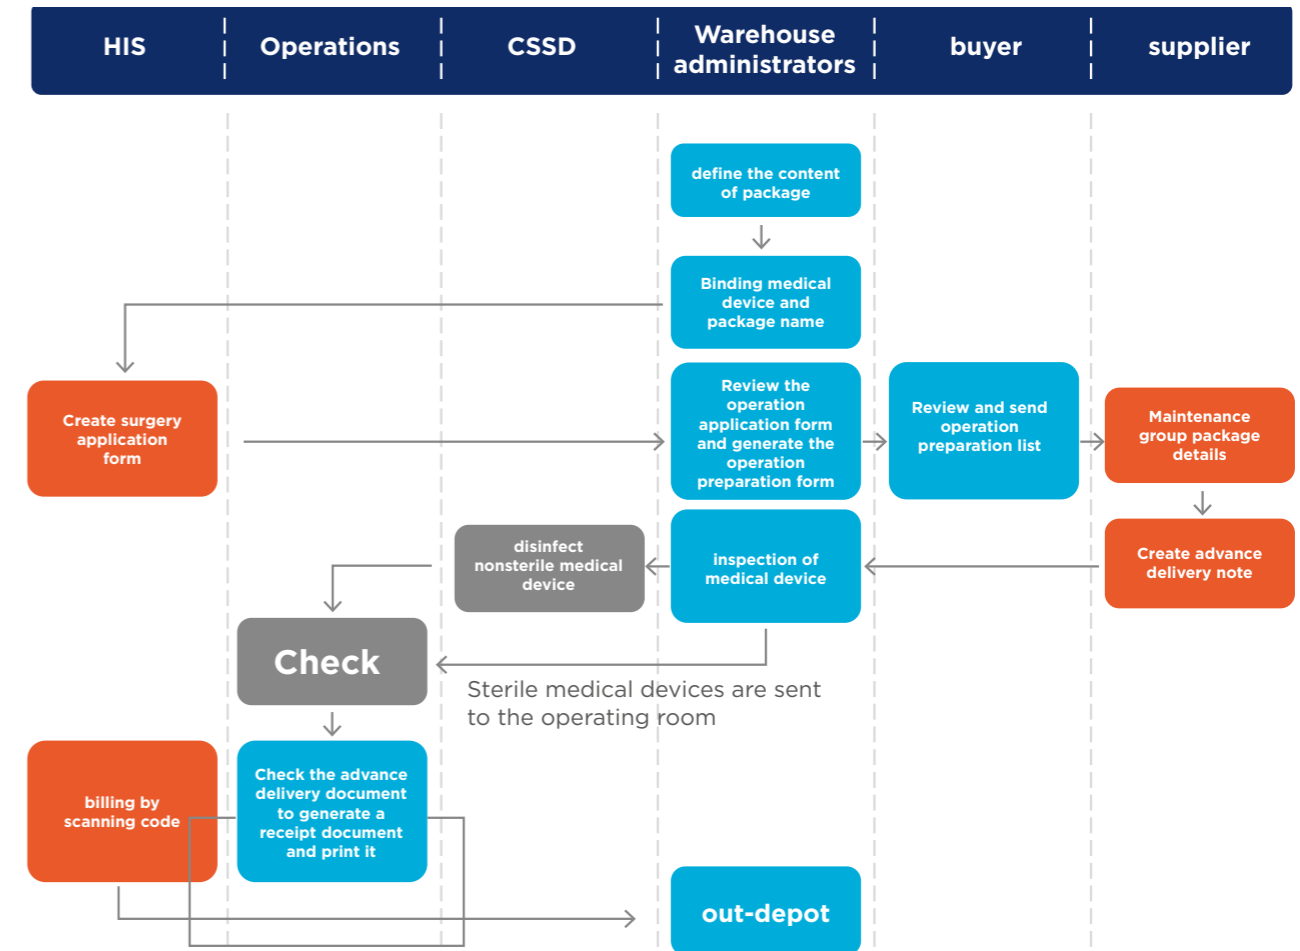 HIS
Operations
CSSD
Warehouse
administrators
buyer
supplier
define the content
of package
Binding medical
device and
package name
Create surgery
application
form
Review the
operation
application form
and generate the
operation
preparation form
Review and send
operation
preparation list
Maintenance
group package
details
disinfect
nonsterile medical
device
inspection of
medical device
Create advance
delivery note
Check
Sterile medical devices are sent
to the operating room
billing by
scanning code
Check the advance
delivery document
to generate a
receipt document
and print it
out-depot